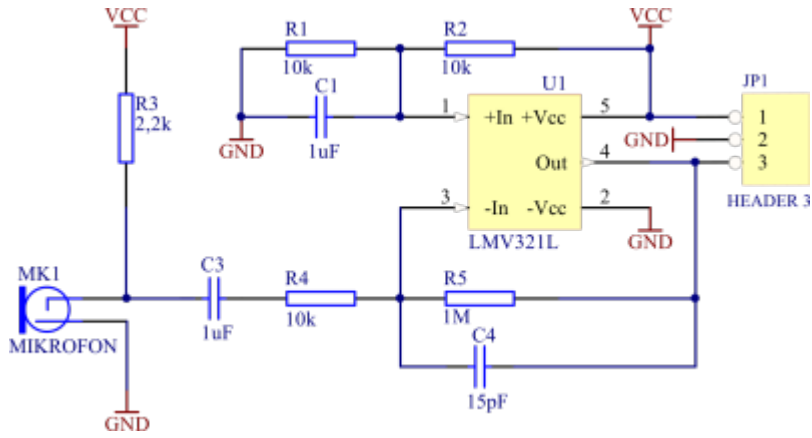 VCC
R1
R2
VCC
10k
10k
U1
JP1
R3
2,2k
C1
1
+In +Vcc
5
1
GND
1uF
GND
2
Out
4
3
3
-In -Vcc
2
HEADER 3
LMV321L
GND
MK1
C3
R4
R5
1uF
10k
1M
MIKROFON
C4
15pF
GND